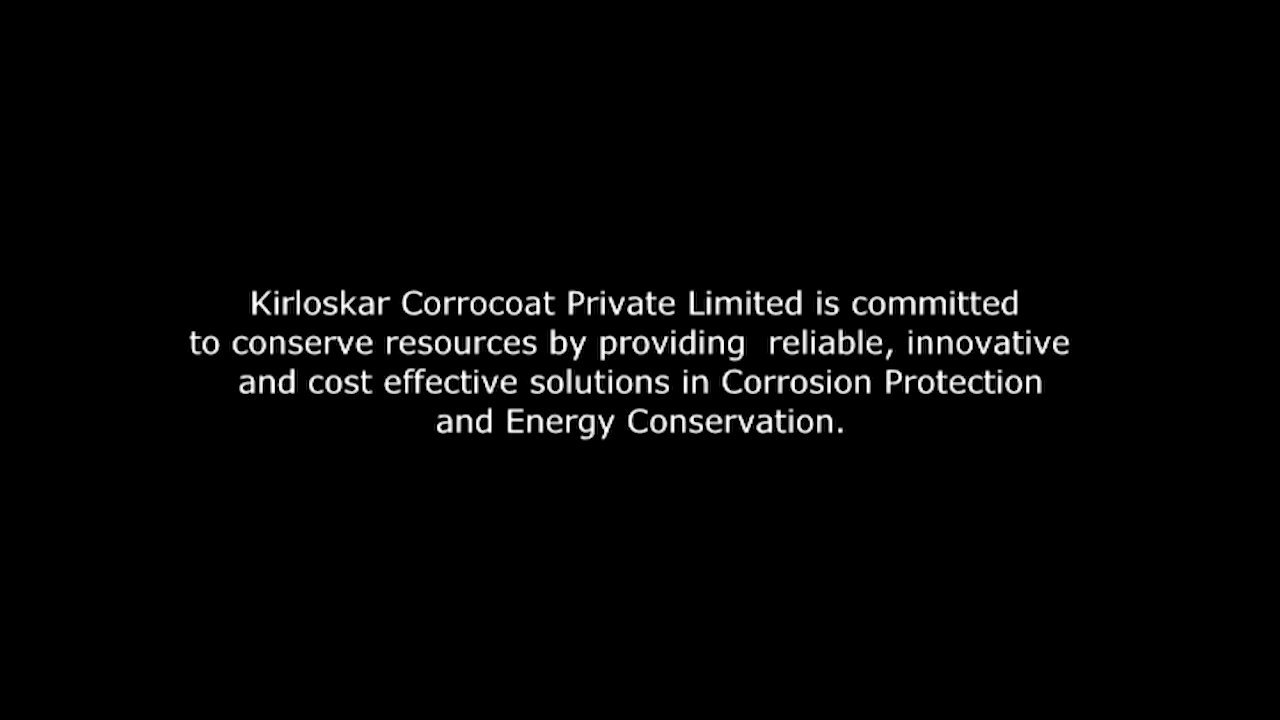 Kirloskar Corrocoat Private Limited is committed
to conserve resources by providing  reliable, innovative
and cost effective solutions in Corrosion Protection
and Energy Conservation.